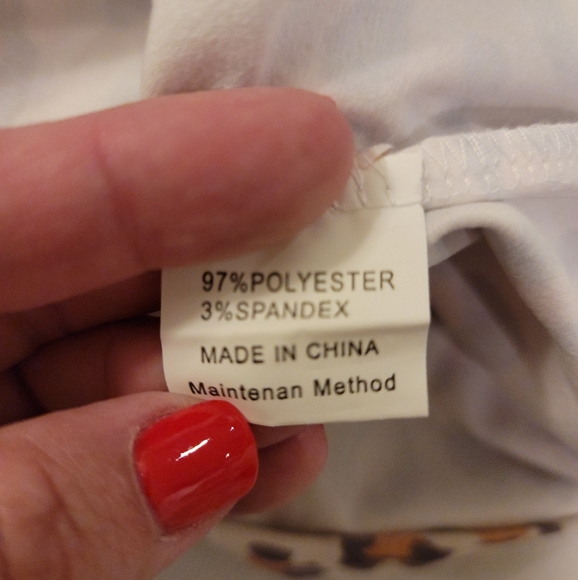 97%POLYESTER
3%SPANDEX
MADE IN CHINA
Maintenan Method